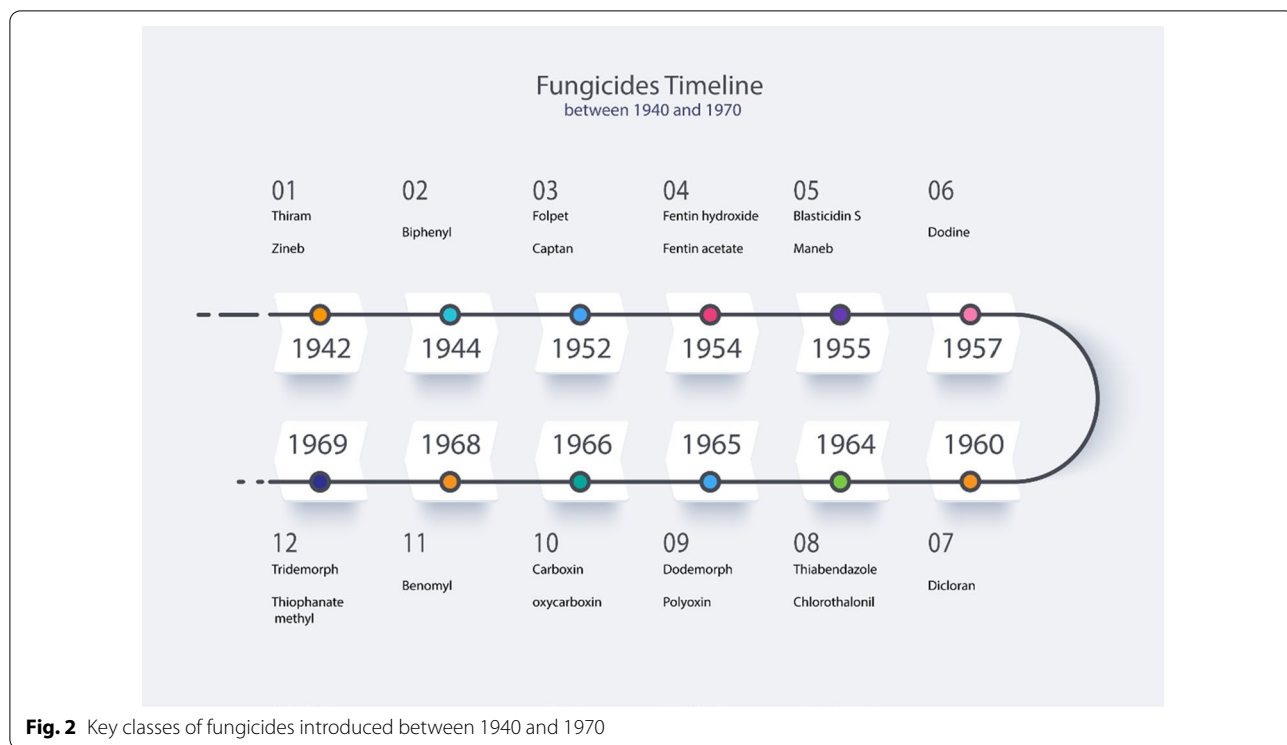 Fungicides Timeline
between 1940 and 1970
01
Thiram
Zineb
02
Biphenyl
03
Folpet
Captan
04
Fentin hydroxide
Fentin acetate
05
Blasticidin S
Maneb
06
Dodine
1942
1944
1952
1954
1955
1957
1969
1968
1966
1965
1964
1960
12
Tridemorph
Thiophanate
methyl
11
Benomyl
10
Carboxin
oxycarboxin
09
Dodemorph
Polyoxin
08
Thiabendazole
Chlorothalonil
07
Dicloran
Fig. 2 Key classes of fungicides introduced between 1940 and 1970